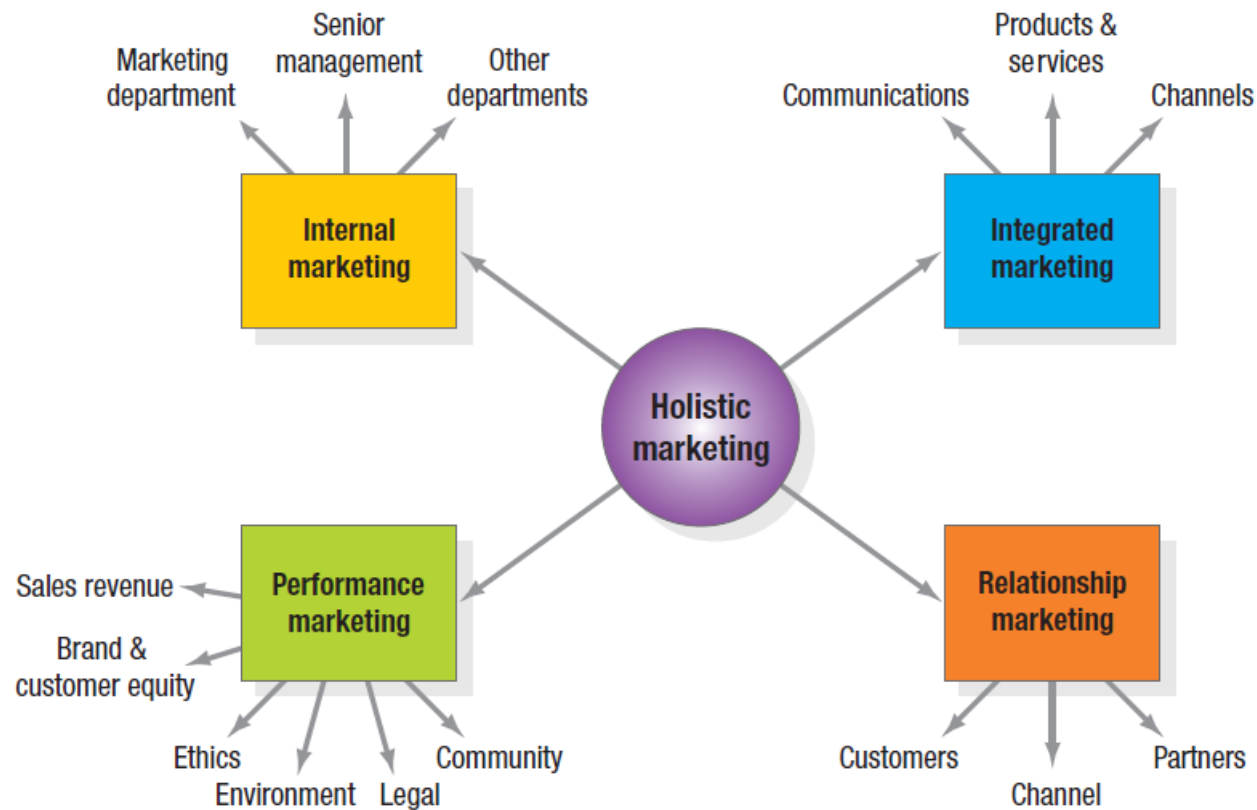 Senior
management
Marketing
department
Other
departments
Products &
services
Communications
Channels
Internal
marketing
Integrated
marketing
Holistic
marketing
Performance
marketing
Sales revenue
Brand &
customer equity
Ethics
Environment
Legal
Community
Relationship
marketing
Customers
Channel
Partners